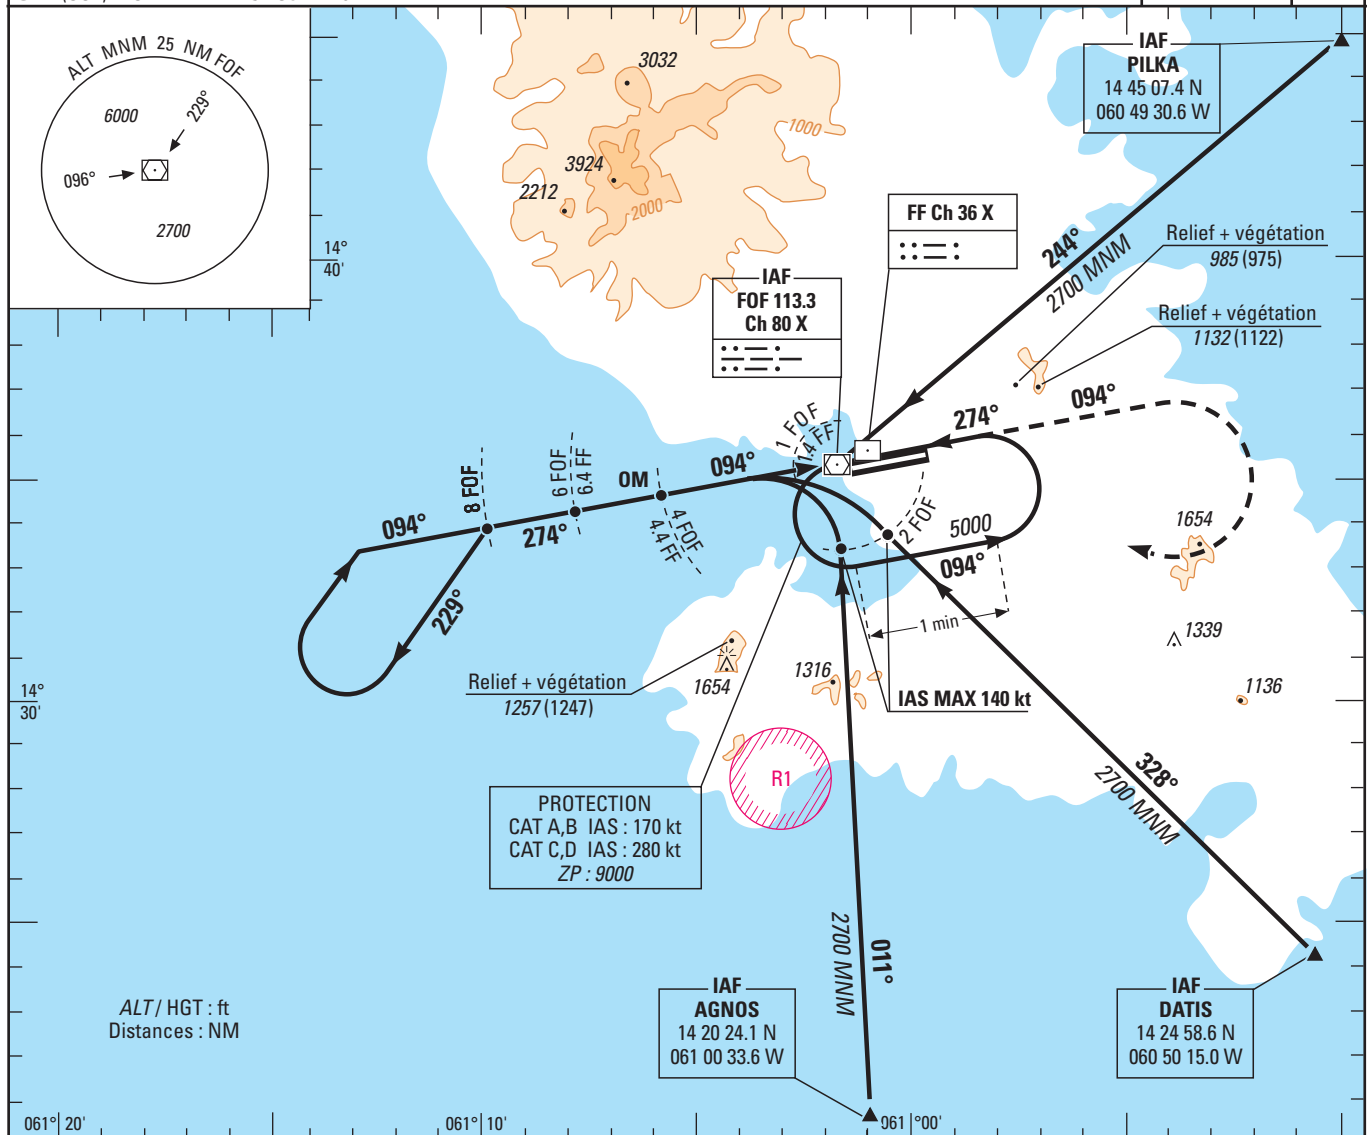 ALT MNM 25 NM FOF
6000
229°
096°
2700
14°
40'
3032
3924
2212
1000
2000
IAF
PILKA
14 45 07.4 N
060 49 30.6 W
FF Ch 36 X
IAF
FOF 113.3
Ch 80 X
244°
2700 MNM
Relief + végétation
985 (975)
Relief + végétation
1132 (1122)
094°
274°
1 FOF
1.4 FF
094°
OM
6 FOF
6.4 FF
8 FOF
4 FOF
4.4 FF
094°
274°
229°
2 FOF
5000
094°
1 min
1654
1339
1136
1654
1316
Relief + végétation
1257 (1247)
IAS MAX 140 kt
14°
30'
R1
PROTECTION
CAT A,B IAS : 170 kt
CAT C,D IAS : 280 kt
ZP : 9000
328°
2700 MNM
011°
2700 MNM
IAF
AGNOS
14 20 24.1 N
061 00 33.6 W
IAF
DATIS
14 24 58.6 N
060 50 15.0 W
ALT / HGT : ft
Distances : NM
061° 20'
061° 10'
061° 00'